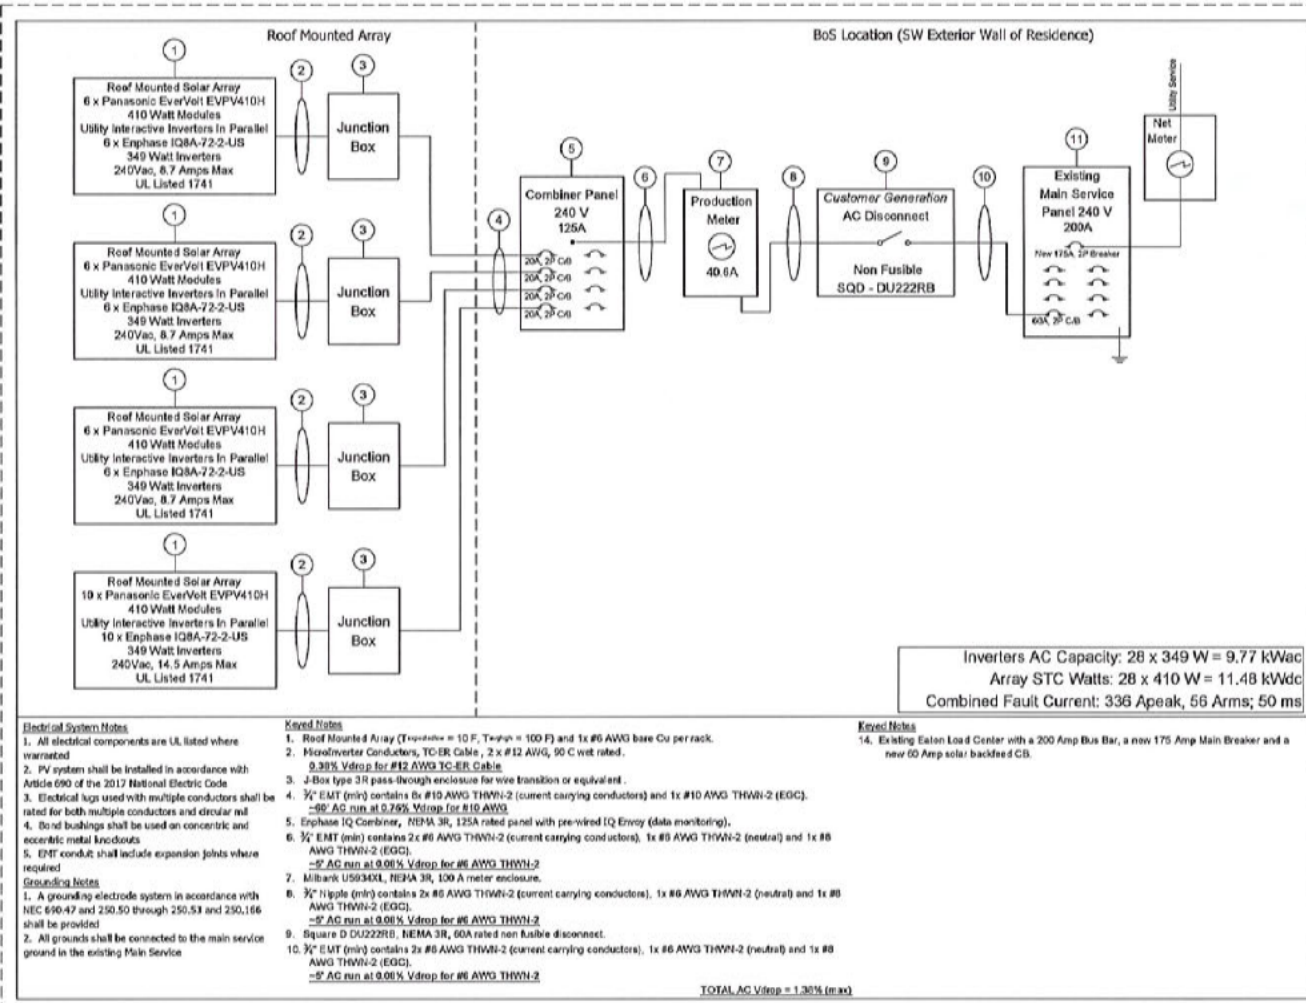 Roof Mounted Array
BoS Location (SW Exterior Wall of Residence)
1
Roof Mounted Solar Array
6 x Panasonic EverVolt EVPV410H
410 Watt Modules
Utility Interactive Inverters In Parallel
6 x Enphase IQ8A-72-2-US
349 Watt Inverters
240Vac, 8.7 Amps Max
UL Listed 1741
2
3
Junction
Box
1
Roof Mounted Solar Array
6 x Panasonic EverVolt EVPV410H
410 Watt Modules
Utility Interactive Inverters In Parallel
6 x Enphase IQ8A-72-2-US
349 Watt Inverters
240Vac, 8.7 Amps Max
UL Listed 1741
2
3
Junction
Box
1
Roof Mounted Solar Array
6 x Panasonic EverVolt EVPV410H
410 Watt Modules
Utility Interactive Inverters In Parallel
6 x Enphase IQ8A-72-2-US
349 Watt Inverters
240Vac, 8.7 Amps Max
UL Listed 1741
2
3
Junction
Box
1
Roof Mounted Solar Array
10 x Panasonic EverVolt EVPV410H
410 Watt Modules
Utility Interactive Inverters In Parallel
10 x Enphase IQ8A-72-2-US
349 Watt Inverters
240Vac, 14.5 Amps Max
UL Listed 1741
2
3
Junction
Box
4
5
Combiner Panel
240 V
125A
20A, 2P C/B
20A, 2P C/B
20A, 2P C/B
20A, 2P C/B
6
7
Production
Meter
40.6A
8
9
Customer Generation
AC Disconnect
Non Fusible
SQD - DU222RB
10
11
Existing
Main Service
Panel 240 V
200A
New 175A, 2P Breaker
60A, 2P C/B
Utility Service
Net
Meter
Inverters AC Capacity: 28 x 349 W = 9.77 kWac
Array STC Watts: 28 x 410 W = 11.48 kWdc
Combined Fault Current: 336 Apeak, 56 Arms; 50 ms
Electrical System Notes
1. All electrical components are UL listed where
warranted
2. PV system shall be installed in accordance with
Article 690 of the 2017 National Electric Code
3. Electrical lugs used with multiple conductors shall be
rated for both multiple conductors and circular mil
4. Bond bushings shall be used on concentric and
eccentric metal knockouts
5. EMT conduit shall include expansion joints where
required
Grounding Notes
1. A grounding electrode system in accordance with
NEC 690.47 and 250.50 through 250.53 and 250.166
shall be provided
2. All grounds shall be connected to the main service
ground in the existing Main Service
Keyed Notes
1. Roof Mounted Array (= 10 F, = 100 F) and 1x #6 AWG bare Cu per rack.
2. MicroInverter Conductors, TC-ER Cable, 2 x #12 AWG, 90 C wet rated.
0.38% Vdrop for #12 AWG TC-ER Cable
3. J-Box type 3R pass-through enclosure for wire transition or equivalent.
4. ¾" EMT (min) contains 8x #10 AWG THWN-2 (current carrying conductors) and 1x #10 AWG THWN-2 (EGC).
~60' AC run at 0.76% Vdrop for #10 AWG
5. Enphase IQ Combiner, NEMA 3R, 125A rated panel with pre-wired IQ Envoy (data monitoring).
6. ¾" EMT (min) contains 2x #6 AWG THWN-2 (current carrying conductors), 1x #6 AWG THWN-2 (neutral) and 1x #8
AWG THWN-2 (EGC).
~5' AC run at 0.08% Vdrop for #6 AWG THWN-2
7. Milbank U5934XL, NEMA 3R, 100 A meter enclosure.
8. ¾" Nipple (min) contains 2x #6 AWG THWN-2 (current carrying conductors), 1x #6 AWG THWN-2 (neutral) and 1x #8
AWG THWN-2 (EGC).
~5' AC run at 0.08% Vdrop for #6 AWG THWN-2
9. Square D DU222RB, NEMA 3R, 60A rated non fusible disconnect.
10. ¾" EMT (min) contains 2x #6 AWG THWN-2 (current carrying conductors), 1x #6 AWG THWN-2 (neutral) and 1x #8
AWG THWN-2 (EGC).
~5' AC run at 0.08% Vdrop for #6 AWG THWN-2
TOTAL AC Vdrop = 1.38% (max)
Keyed Notes
14. Existing Eaton Load Center with a 200 Amp Bus Bar, a new 175 Amp Main Breaker and a
new 60 Amp solar backfeed CB.